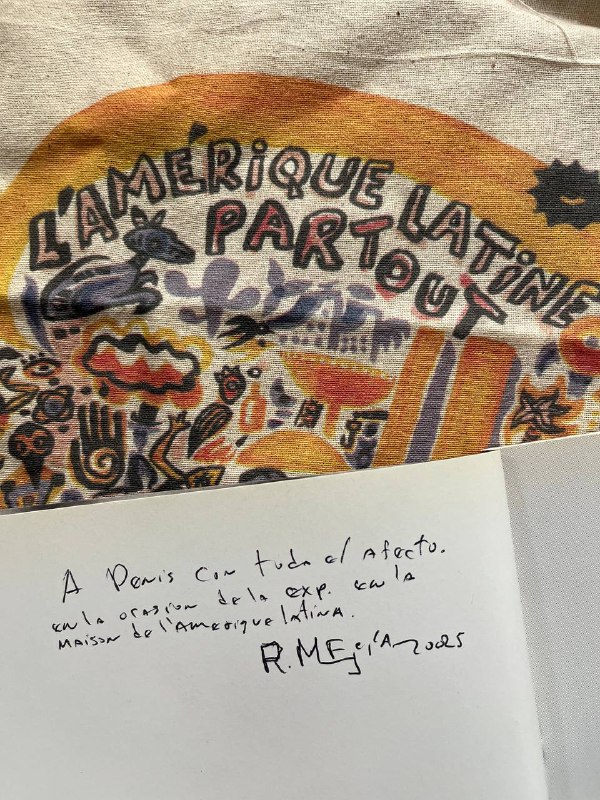 L'AMÉRIQUE LATINE
PARTOUT
A Denis con todo el afecto.
en la ocasion de la exp. en la
Maison de l'Amerique latina.
R. MEjiA 2025